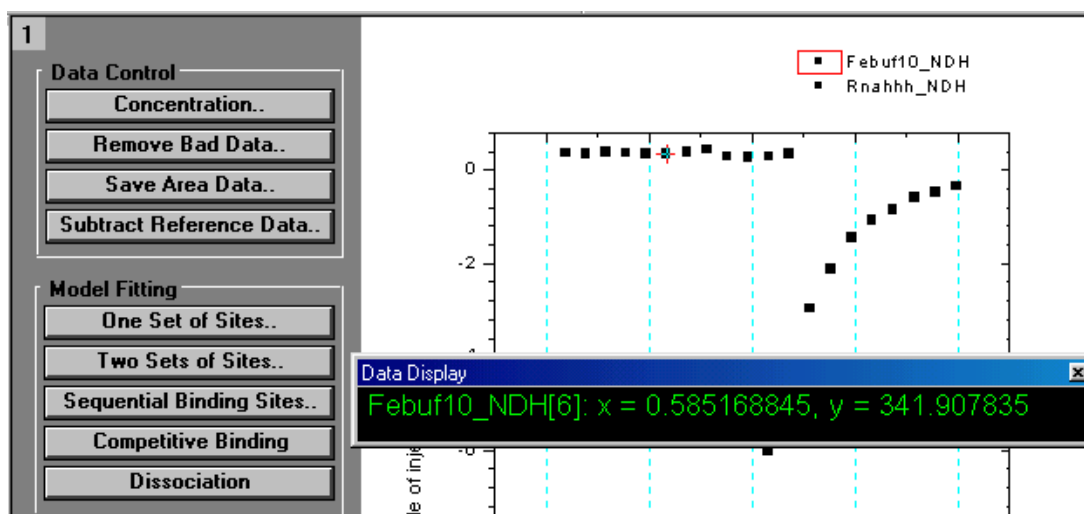 1
Data Control
Concentration..
Remove Bad Data..
Save Area Data..
Subtract Reference Data..
Model Fitting
One Set of Sites..
Two Sets of Sites..
Sequential Binding Sites..
Competitive Binding
Dissociation
Febuf10_NDH
Rnahhh_NDH
0
-2
Data Display
Febuf10_NDH[6]: x = 0.585168845, y = 341.907835
of inje